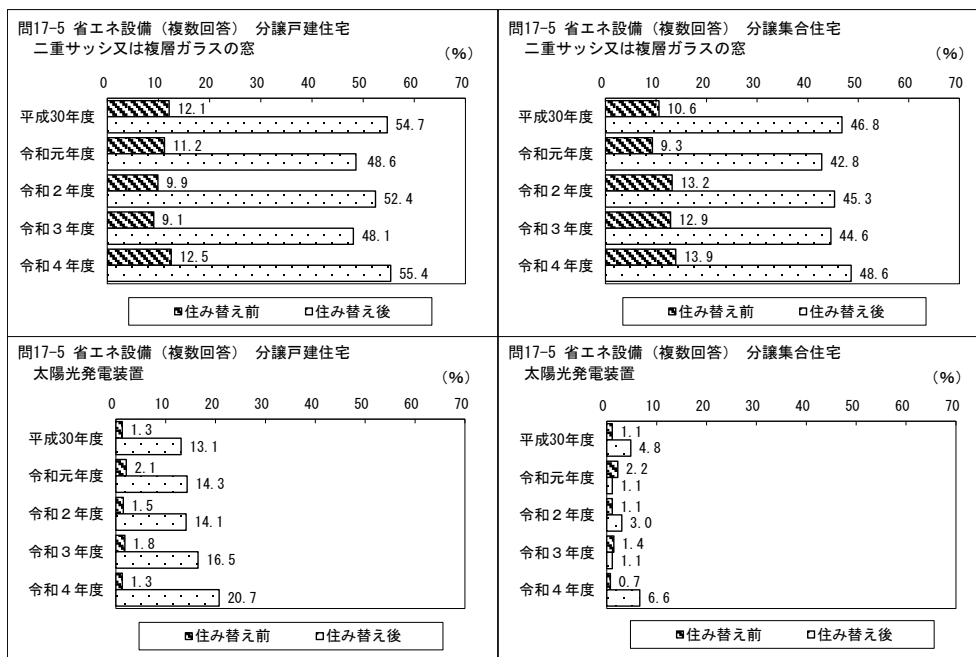 問17-5 省エネ設備（複数回答） 分譲戸建住宅
二重サッシ又は複層ガラスの窓
(%)
0 10 20 30 40 50 60 70
平成30年度 12.1 54.7
令和元年度 11.2 48.6
令和２年度 9.9 52.4
令和３年度 9.1 48.1
令和４年度 12.5 55.4
住み替え前 住み替え後
問17-5 省エネ設備（複数回答） 分譲集合住宅
二重サッシ又は複層ガラスの窓
(%)
0 10 20 30 40 50 60 70
平成30年度 10.6 46.8
令和元年度 9.3 42.8
令和２年度 13.2 45.3
令和３年度 12.9 44.6
令和４年度 13.9 48.6
住み替え前 住み替え後
問17-5 省エネ設備（複数回答） 分譲戸建住宅
太陽光発電装置
(%)
0 10 20 30 40 50 60 70
平成30年度 1.3 13.1
令和元年度 2.1 14.3
令和２年度 1.5 14.1
令和３年度 1.8 16.5
令和４年度 1.3 20.7
住み替え前 住み替え後
問17-5 省エネ設備（複数回答） 分譲集合住宅
太陽光発電装置
(%)
0 10 20 30 40 50 60 70
平成30年度 1.1 4.8
令和元年度 2.2 1.1
令和２年度 1.1 3.0
令和３年度 1.4 1.1
令和４年度 0.7 6.6
住み替え前 住み替え後